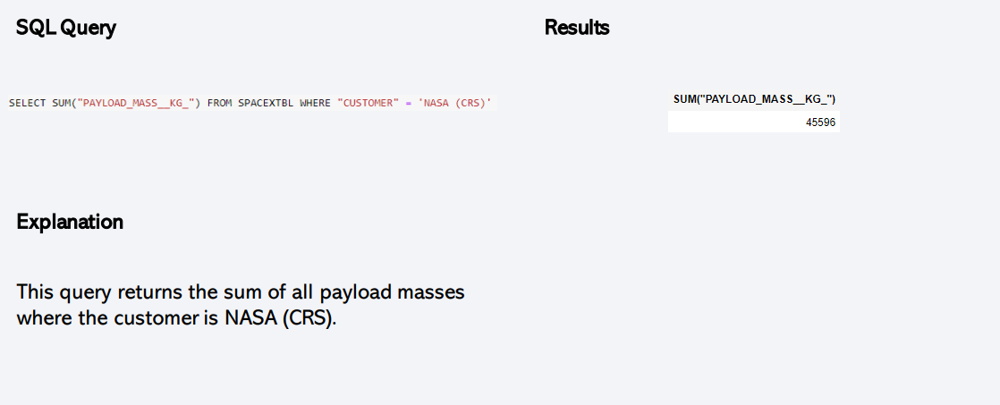 SQL Query
Results
SELECT SUM("PAYLOAD_MASS__KG_") FROM SPACEXTBL WHERE "CUSTOMER" = 'NASA (CRS)'
SUM("PAYLOAD_MASS__KG_")
45596
Explanation
This query returns the sum of all payload masses
where the customer is NASA (CRS).